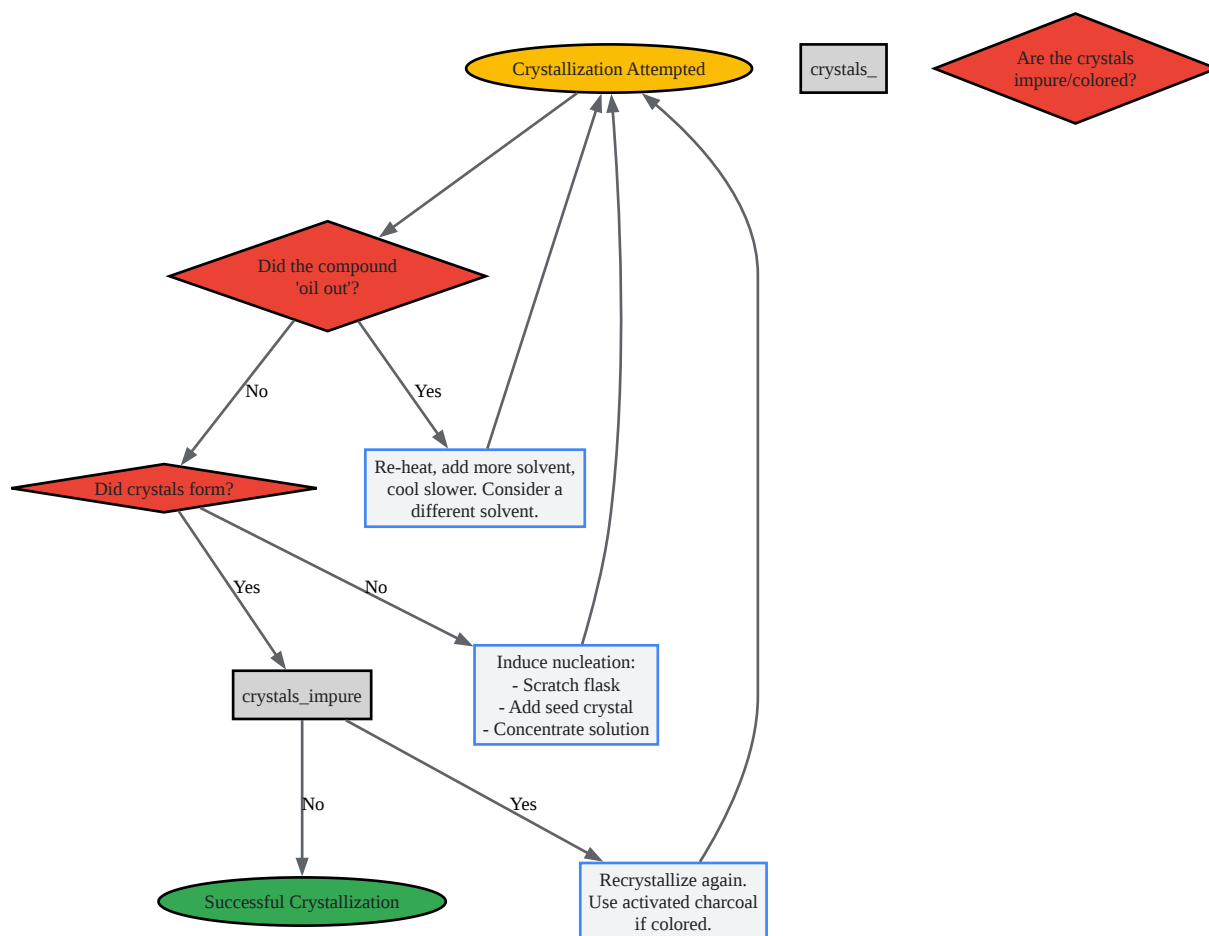 Crystallization Attempted
crystals_
Are the crystals
impure/colored?
Did the compound
'oil out'?
No
Yes
Re-heat, add more solvent,
cool slower. Consider a
different solvent.
Did crystals form?
Yes
No
Induce nucleation:
- Scratch flask
- Add seed crystal
- Concentrate solution
crystals_impure
No
Yes
Successful Crystallization
Recrystallize again.
Use activated charcoal
if colored.